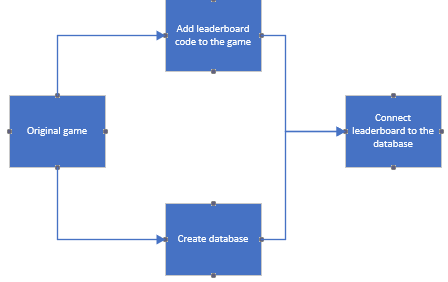 Add leaderboard
code to the game
Original game
Connect
leaderboard to the
database
Create database